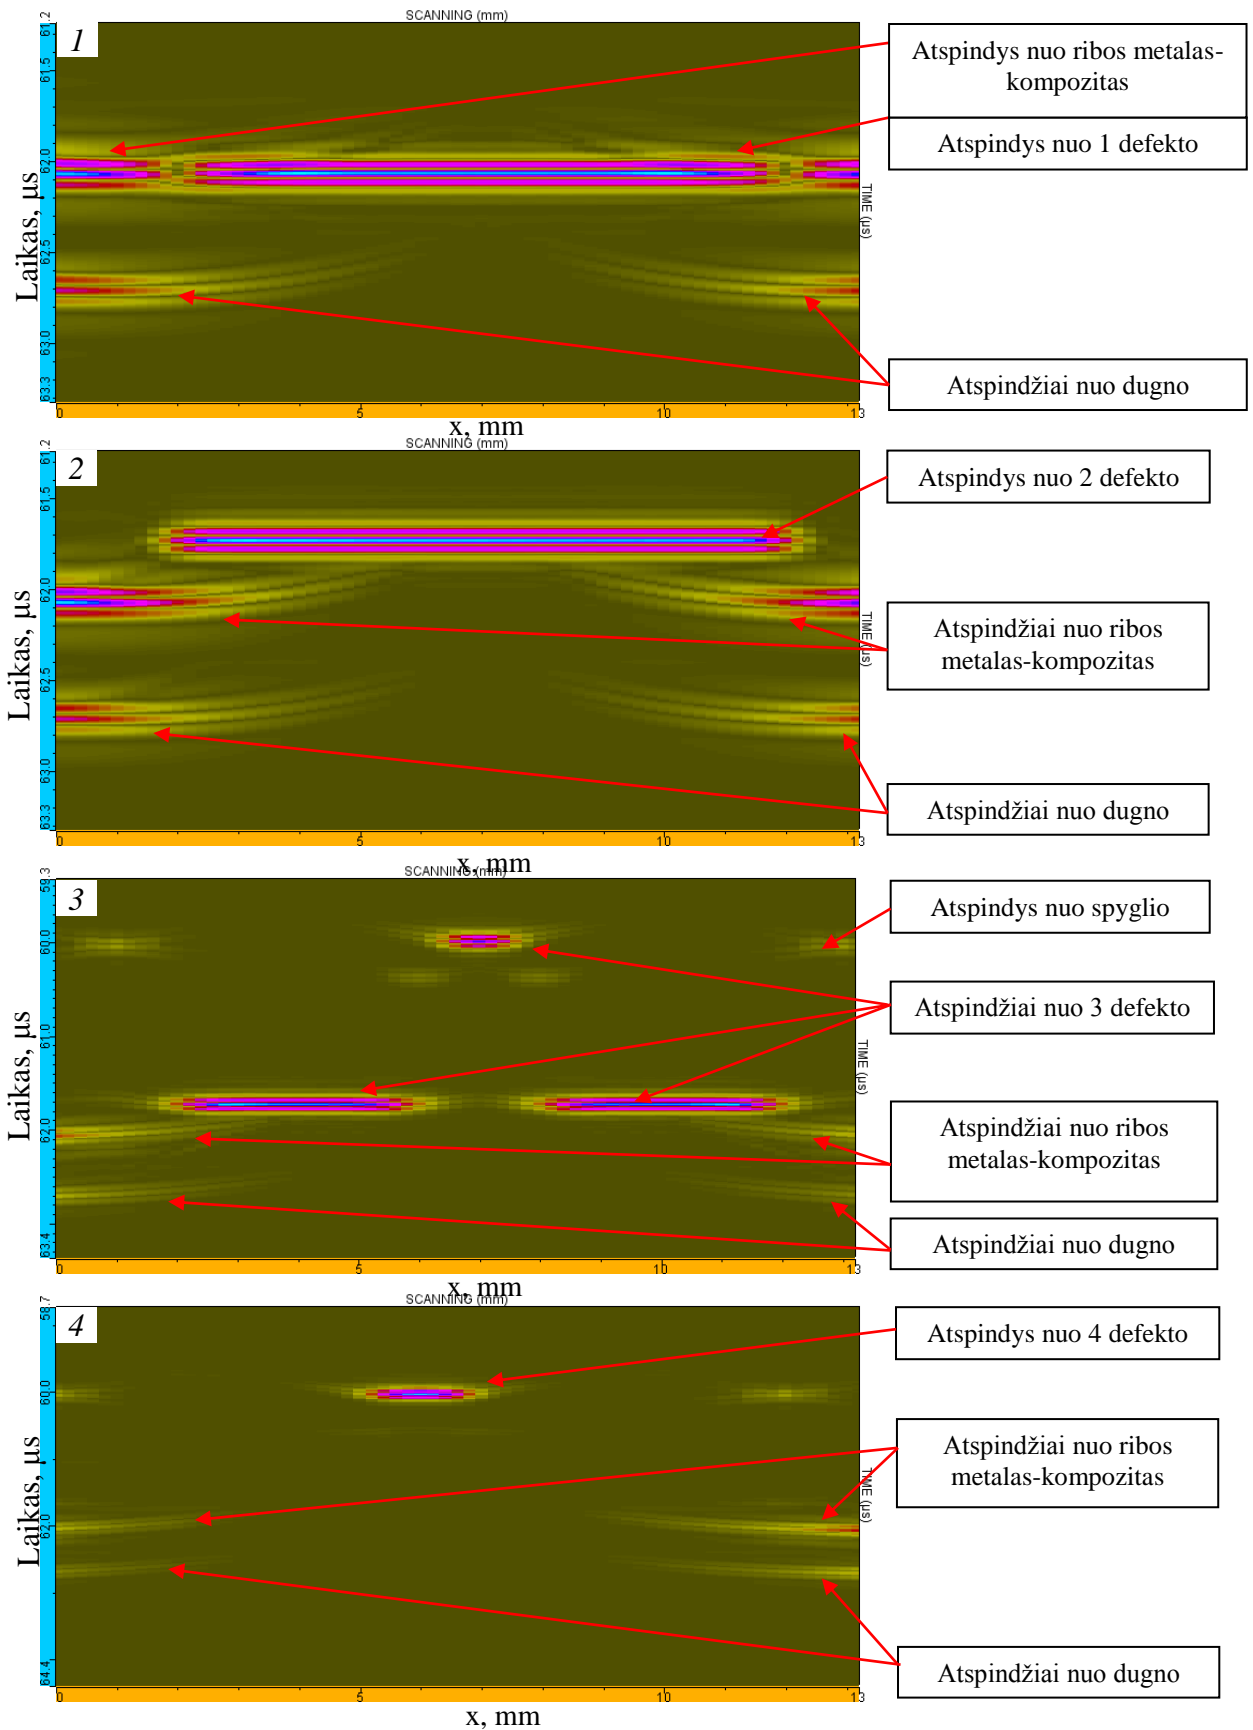 SCANNING (mm)
1
61.2
61.5
62.0
62.5
63.0
63.3
Laikas, µs
TIME (µs)
0
5
10
13
x, mm
Atspindys nuo ribos metalas-
kompozitas
Atspindys nuo 1 defekto
Atspindžiai nuo dugno
SCANNING (mm)
2
61.2
61.5
62.0
62.5
63.0
63.3
Laikas, µs
TIME (µs)
0
5
10
13
x, mm
Atspindys nuo 2 defekto
Atspindžiai nuo ribos
metalas-kompozitas
Atspindžiai nuo dugno
SCANNING (mm)
3
59.3
60.0
61.0
62.0
63.4
Laikas, µs
TIME (µs)
0
5
10
13
x, mm
Atspindys nuo spyglio
Atspindžiai nuo 3 defekto
Atspindžiai nuo ribos
metalas-kompozitas
Atspindžiai nuo dugno
SCANNING (mm)
4
58.7
60.0
62.0
64.4
Laikas, µs
TIME (µs)
0
5
10
13
x, mm
Atspindys nuo 4 defekto
Atspindžiai nuo ribos
metalas-kompozitas
Atspindžiai nuo dugno